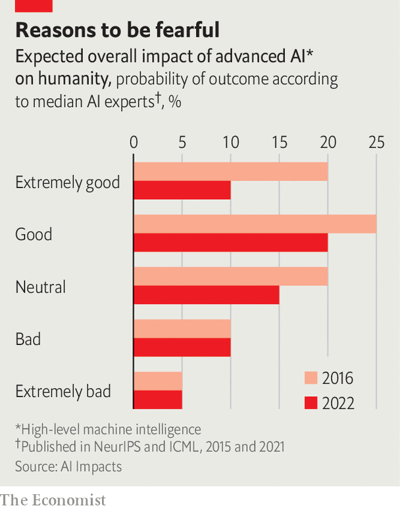 Reasons to be fearful
Expected overall impact of advanced AI*
on humanity, probability of outcome according
to median AI experts†, %
0 5 10 15 20 25
Extremely good
Good
Neutral
Bad
Extremely bad
2016
2022
*High-level machine intelligence
†Published in NeurIPS and ICML, 2015 and 2021
Source: AI Impacts
The Economist